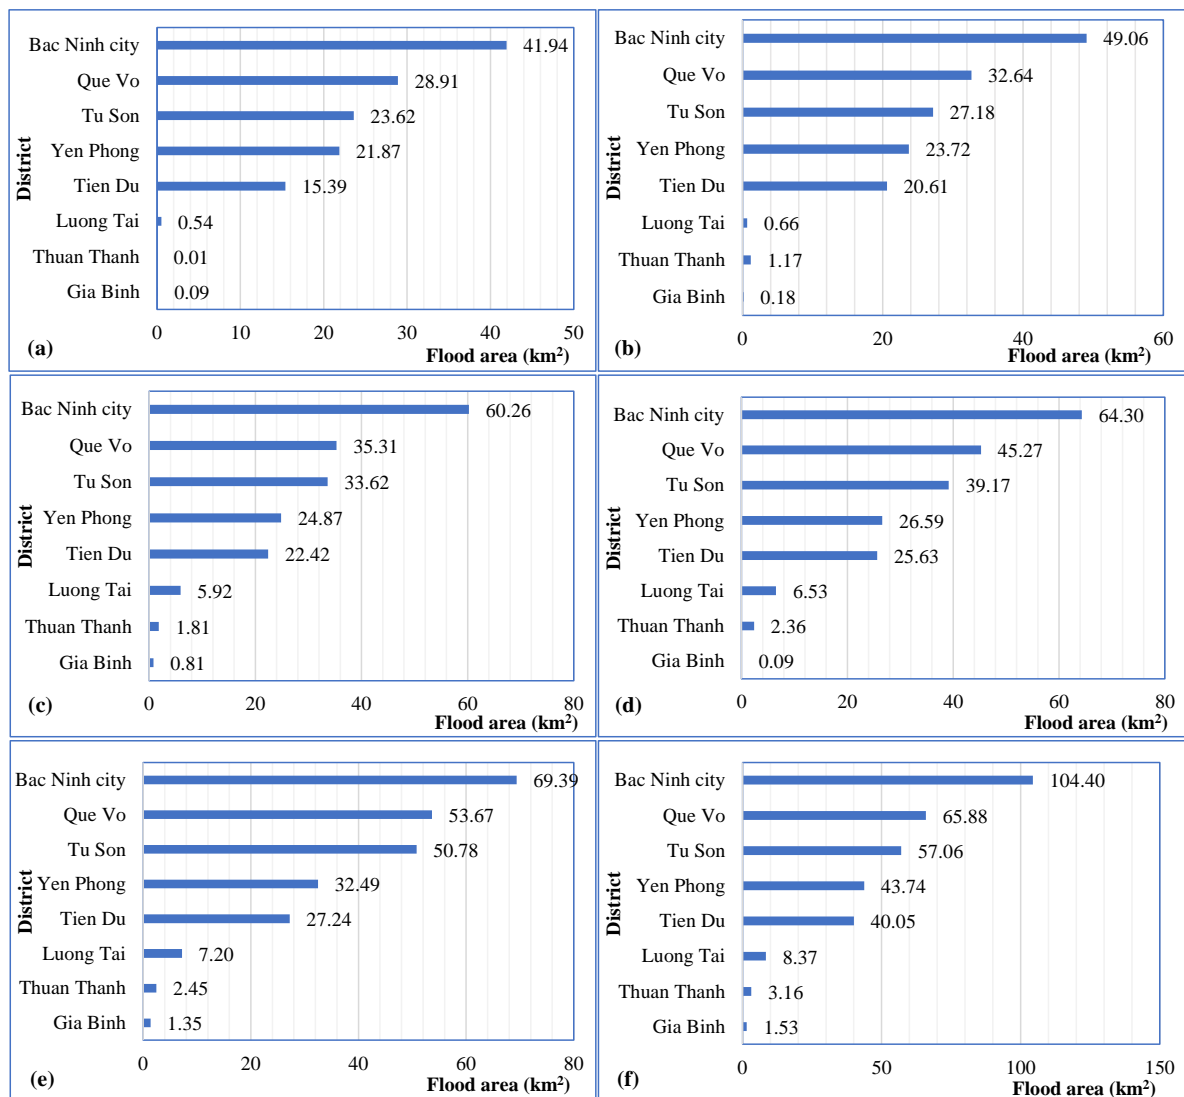 District
Bac Ninh city 41.94
Que Vo 28.91
Tu Son 23.62
Yen Phong 21.87
Tien Du 15.39
Luong Tai 0.54
Thuan Thanh 0.01
Gia Binh 0.09
0 10 20 30 40 50
(a) Flood area (km²)
District
Bac Ninh city 49.06
Que Vo 32.64
Tu Son 27.18
Yen Phong 23.72
Tien Du 20.61
Luong Tai 0.66
Thuan Thanh 1.17
Gia Binh 0.18
0 20 40 60
(b) Flood area (km²)
District
Bac Ninh city 60.26
Que Vo 35.31
Tu Son 33.62
Yen Phong 24.87
Tien Du 22.42
Luong Tai 5.92
Thuan Thanh 1.81
Gia Binh 0.81
0 20 40 60 80
(c) Flood area (km²)
District
Bac Ninh city 64.30
Que Vo 45.27
Tu Son 39.17
Yen Phong 26.59
Tien Du 25.63
Luong Tai 6.53
Thuan Thanh 2.36
Gia Binh 0.09
0 20 40 60 80
(d) Flood area (km²)
District
Bac Ninh city 69.39
Que Vo 53.67
Tu Son 50.78
Yen Phong 32.49
Tien Du 27.24
Luong Tai 7.20
Thuan Thanh 2.45
Gia Binh 1.35
0 20 40 60 80
(e) Flood area (km²)
District
Bac Ninh city 104.40
Que Vo 65.88
Tu Son 57.06
Yen Phong 43.74
Tien Du 40.05
Luong Tai 8.37
Thuan Thanh 3.16
Gia Binh 1.53
0 50 100 150
(f) Flood area (km²)